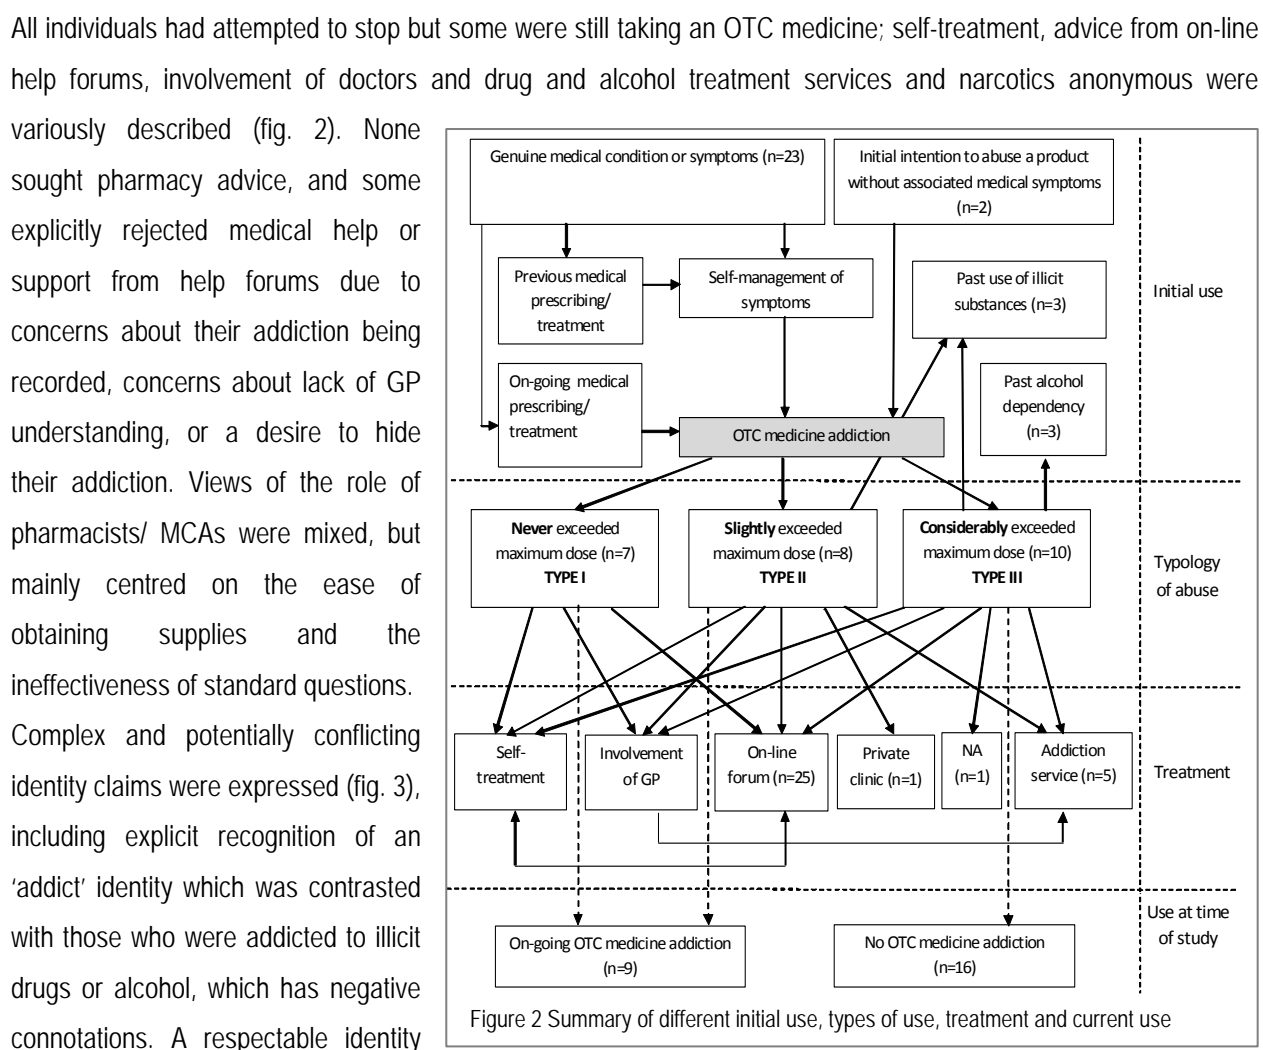 All individuals had attempted to stop but some were still taking an OTC medicine; self-treatment, advice from on-line
help forums, involvement of doctors and drug and alcohol treatment services and narcotics anonymous were
variously described (fig. 2). None
sought pharmacy advice, and some
explicitly rejected medical help or
support from help forums due to
concerns about their addiction being
recorded, concerns about lack of GP
understanding, or a desire to hide
their addiction. Views of the role of
pharmacists/ MCAs were mixed, but
mainly centred on the ease of
obtaining supplies and the
ineffectiveness of standard questions.
Complex and potentially conflicting
identity claims were expressed (fig. 3),
including explicit recognition of an
‘addict’ identity which was contrasted
with those who were addicted to illicit
drugs or alcohol, which has negative
connotations. A respectable identity
Genuine medical condition or symptoms (n=23)
Initial intention to abuse a product
without associated medical symptoms
(n=2)
Previous medical
prescribing/
treatment
Self-management of
symptoms
Past use of illicit
substances (n=3)
Initial use
On-going medical
prescribing/
treatment
Past alcohol
dependency
(n=3)
OTC medicine addiction
Never exceeded
maximum dose (n=7)
TYPE I
Slightly exceeded
maximum dose (n=8)
TYPE II
Considerably exceeded
maximum dose (n=10)
TYPE III
Typology
of abuse
Self-
treatment
Involvement
of GP
On-line
forum (n=25)
Private
clinic (n=1)
NA
(n=1)
Addiction
service (n=5)
Treatment
On-going OTC medicine addiction
(n=9)
No OTC medicine addiction
(n=16)
Use at time
of study
Figure 2 Summary of different initial use, types of use, treatment and current use